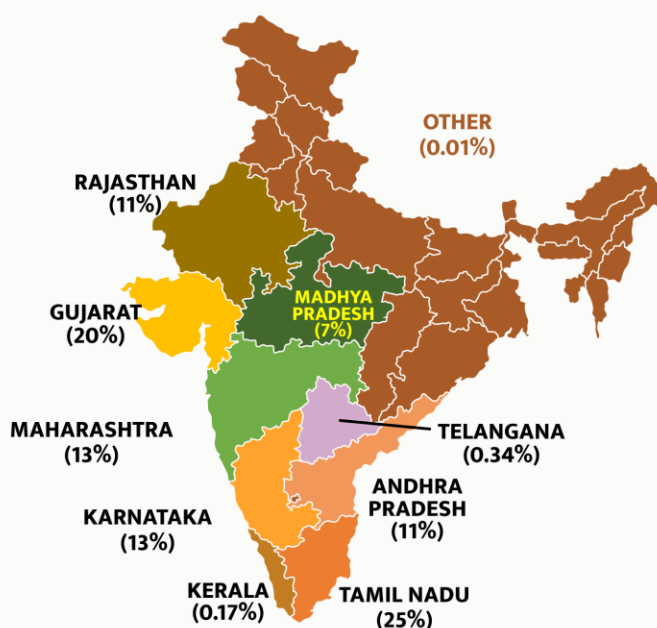 OTHER
(0.01%)
RAJASTHAN
(11%)
GUJARAT
(20%)
MADHYA
PRADESH
(7%)
MAHARASHTRA
(13%)
TELANGANA
(0.34%)
KARNATAKA
(13%)
ANDHRA
PRADESH
(11%)
KERALA
(0.17%)
TAMIL NADU
(25%)